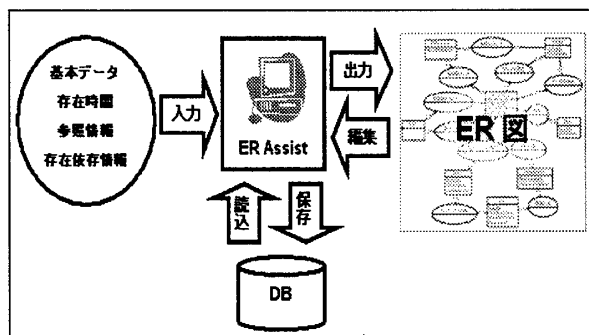 基本データ
存在時間
参照情報
存在依存情報
入力
ER Assist
出力
編集
ER図
読込
保存
DB